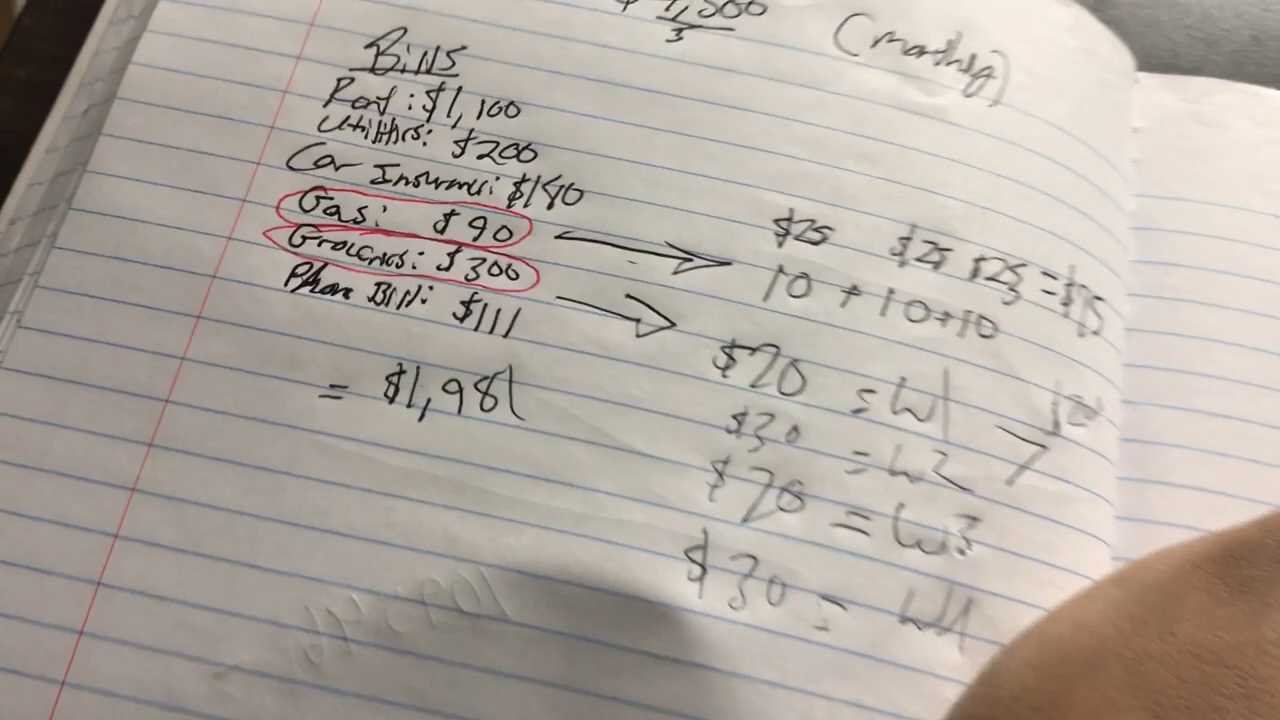 3
(monthly)
Bills
Rent: $1,100
Utilities: $200
Car Insurance: $180
Gas: $90
Groceries: $300
Phone Bill: $111
= $1,981
$25 $25 $25 = $75
10 + 10+10
$20 = W1
$30 = W2
$20 = W3
$30 = W4